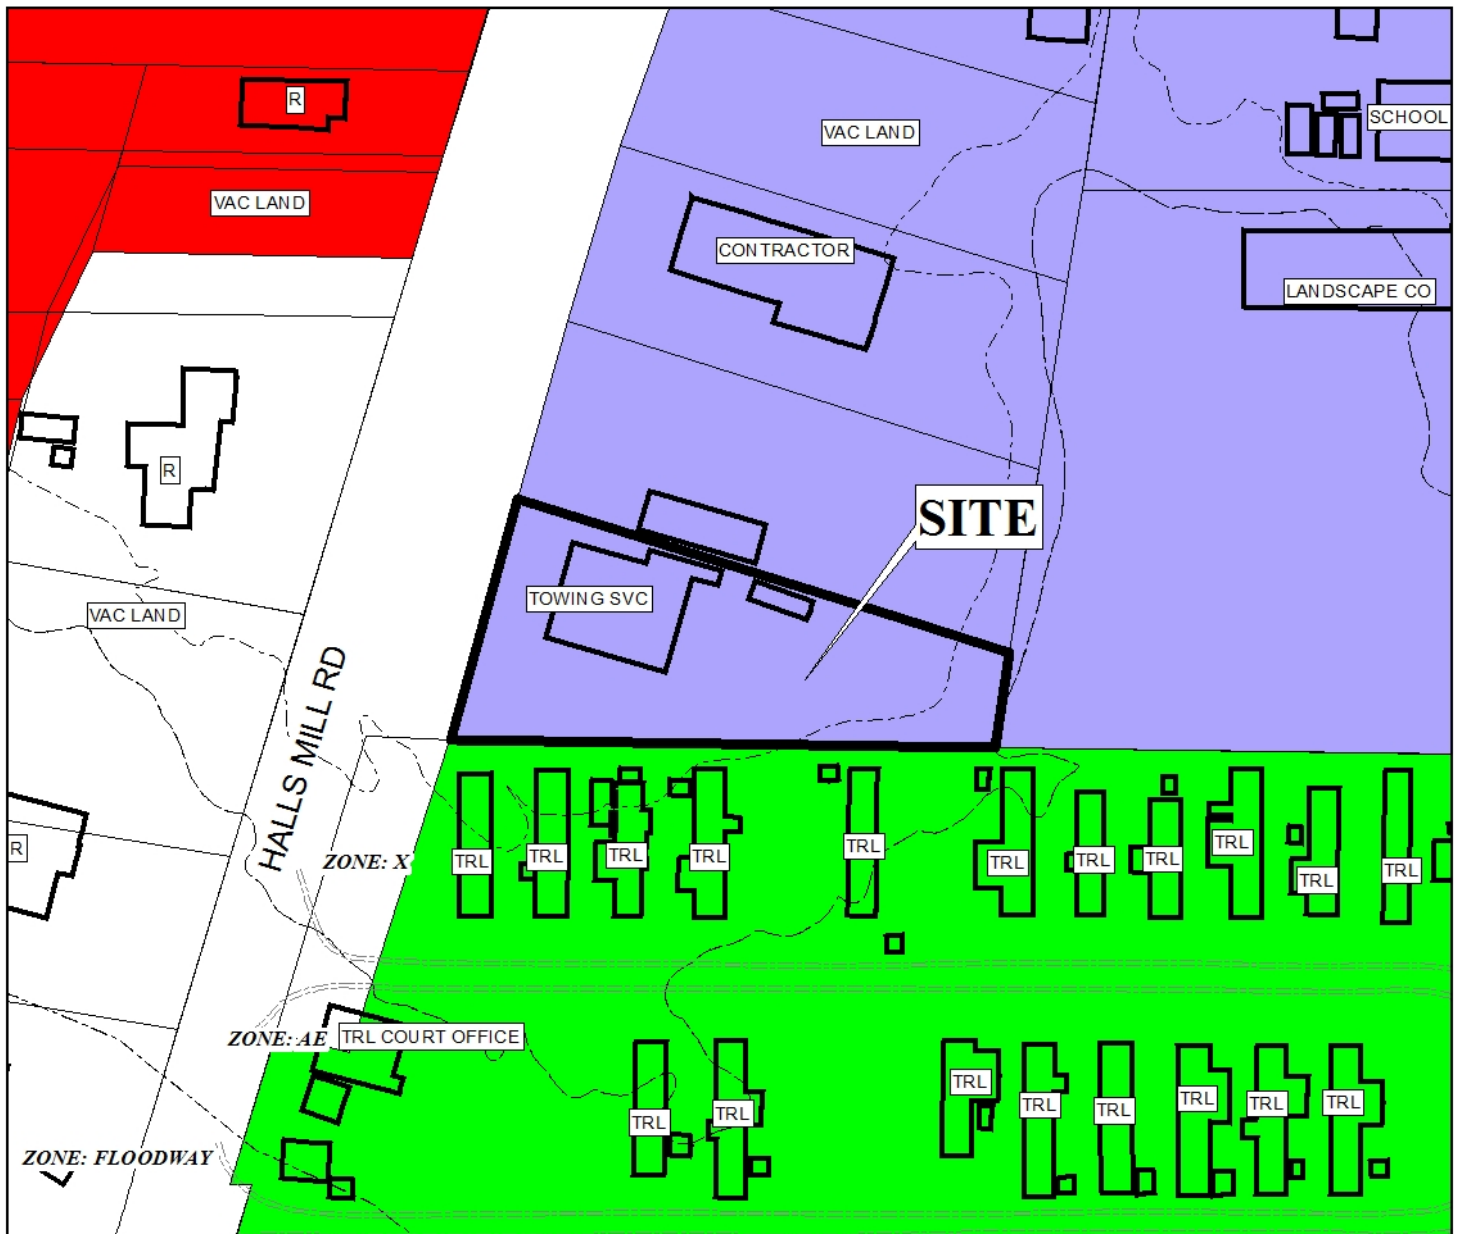 R
SCHOOL
VAC LAND
VAC LAND
CONTRACTOR
LANDSCAPE CO
R
SITE
TOWING SVC
VAC LAND
HALLS MILL RD
R
ZONE: X
TRL
TRL
TRL
TRL
TRL
TRL
TRL
TRL
TRL
TRL
TRL
ZONE: AE
TRL COURT OFFICE
TRL
TRL
TRL
TRL
TRL
TRL
TRL
TRL
ZONE: FLOODWAY